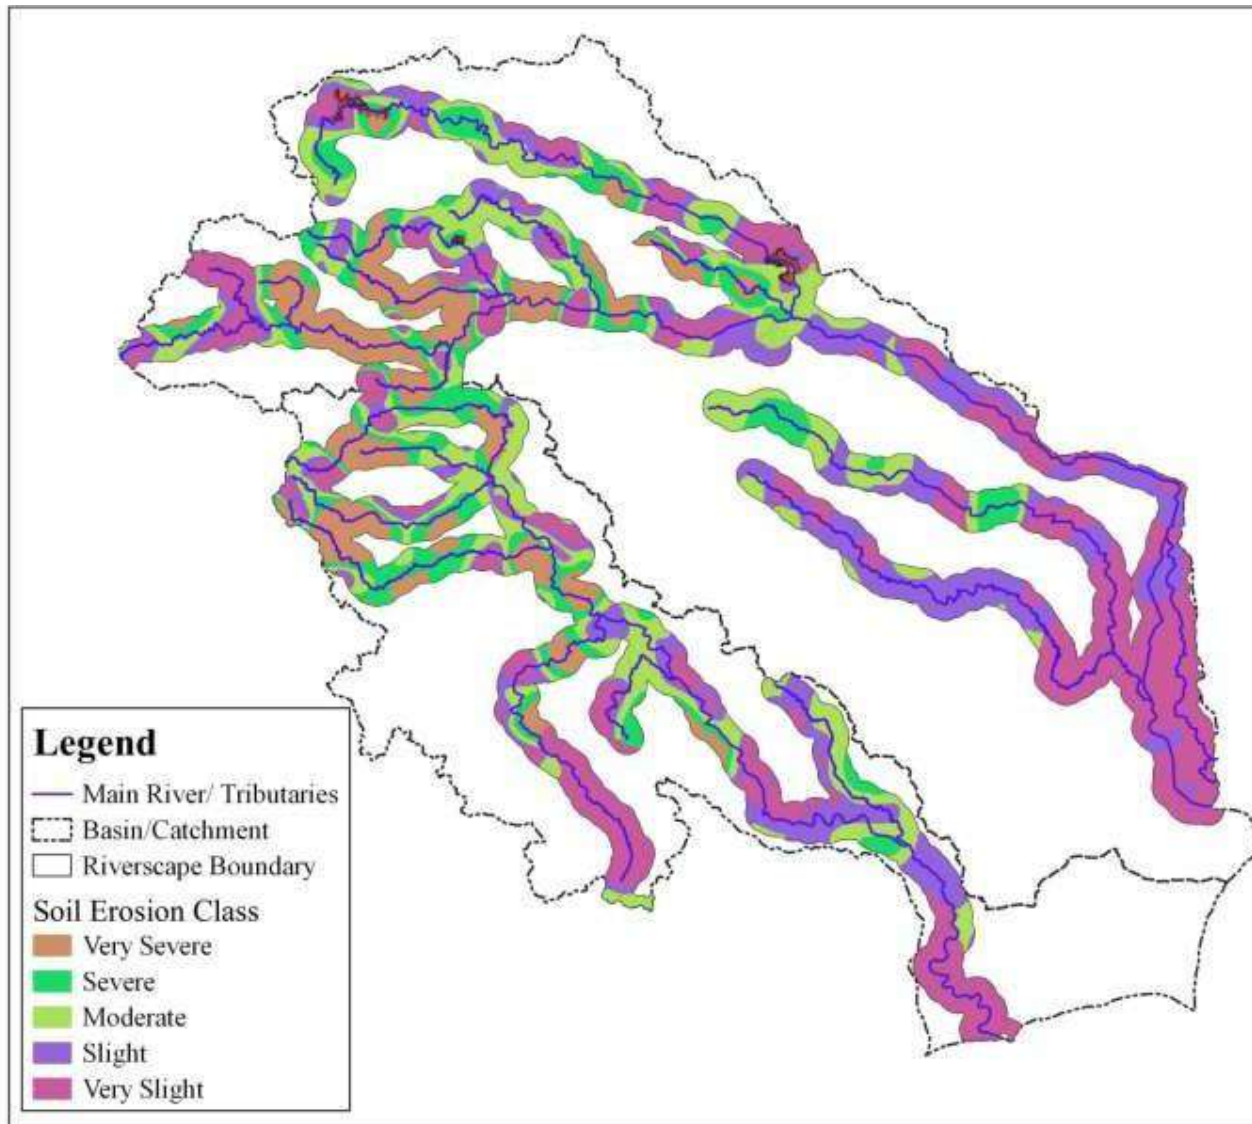 Legend
Main River/ Tributaries
Basin/Catchment
Riverscape Boundary
Soil Erosion Class
Very Severe
Severe
Moderate
Slight
Very Slight